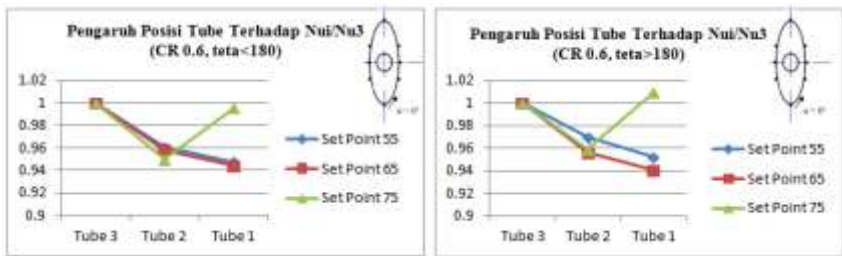 Pengaruh Posisi Tube Terhadap Nui/Nu3
(CR 0.6, teta<180)
1.02
1
0.98
0.96
0.94
0.92
0.9
Tube 3 Tube 2 Tube 1
Set Point 55
Set Point 65
Set Point 75
Pengaruh Posisi Tube Terhadap Nui/Nu3
(CR 0.6, teta>180)
1.02
1
0.98
0.96
0.94
0.92
0.9
Tube 3 Tube 2 Tube 1
Set Point 55
Set Point 65
Set Point 75